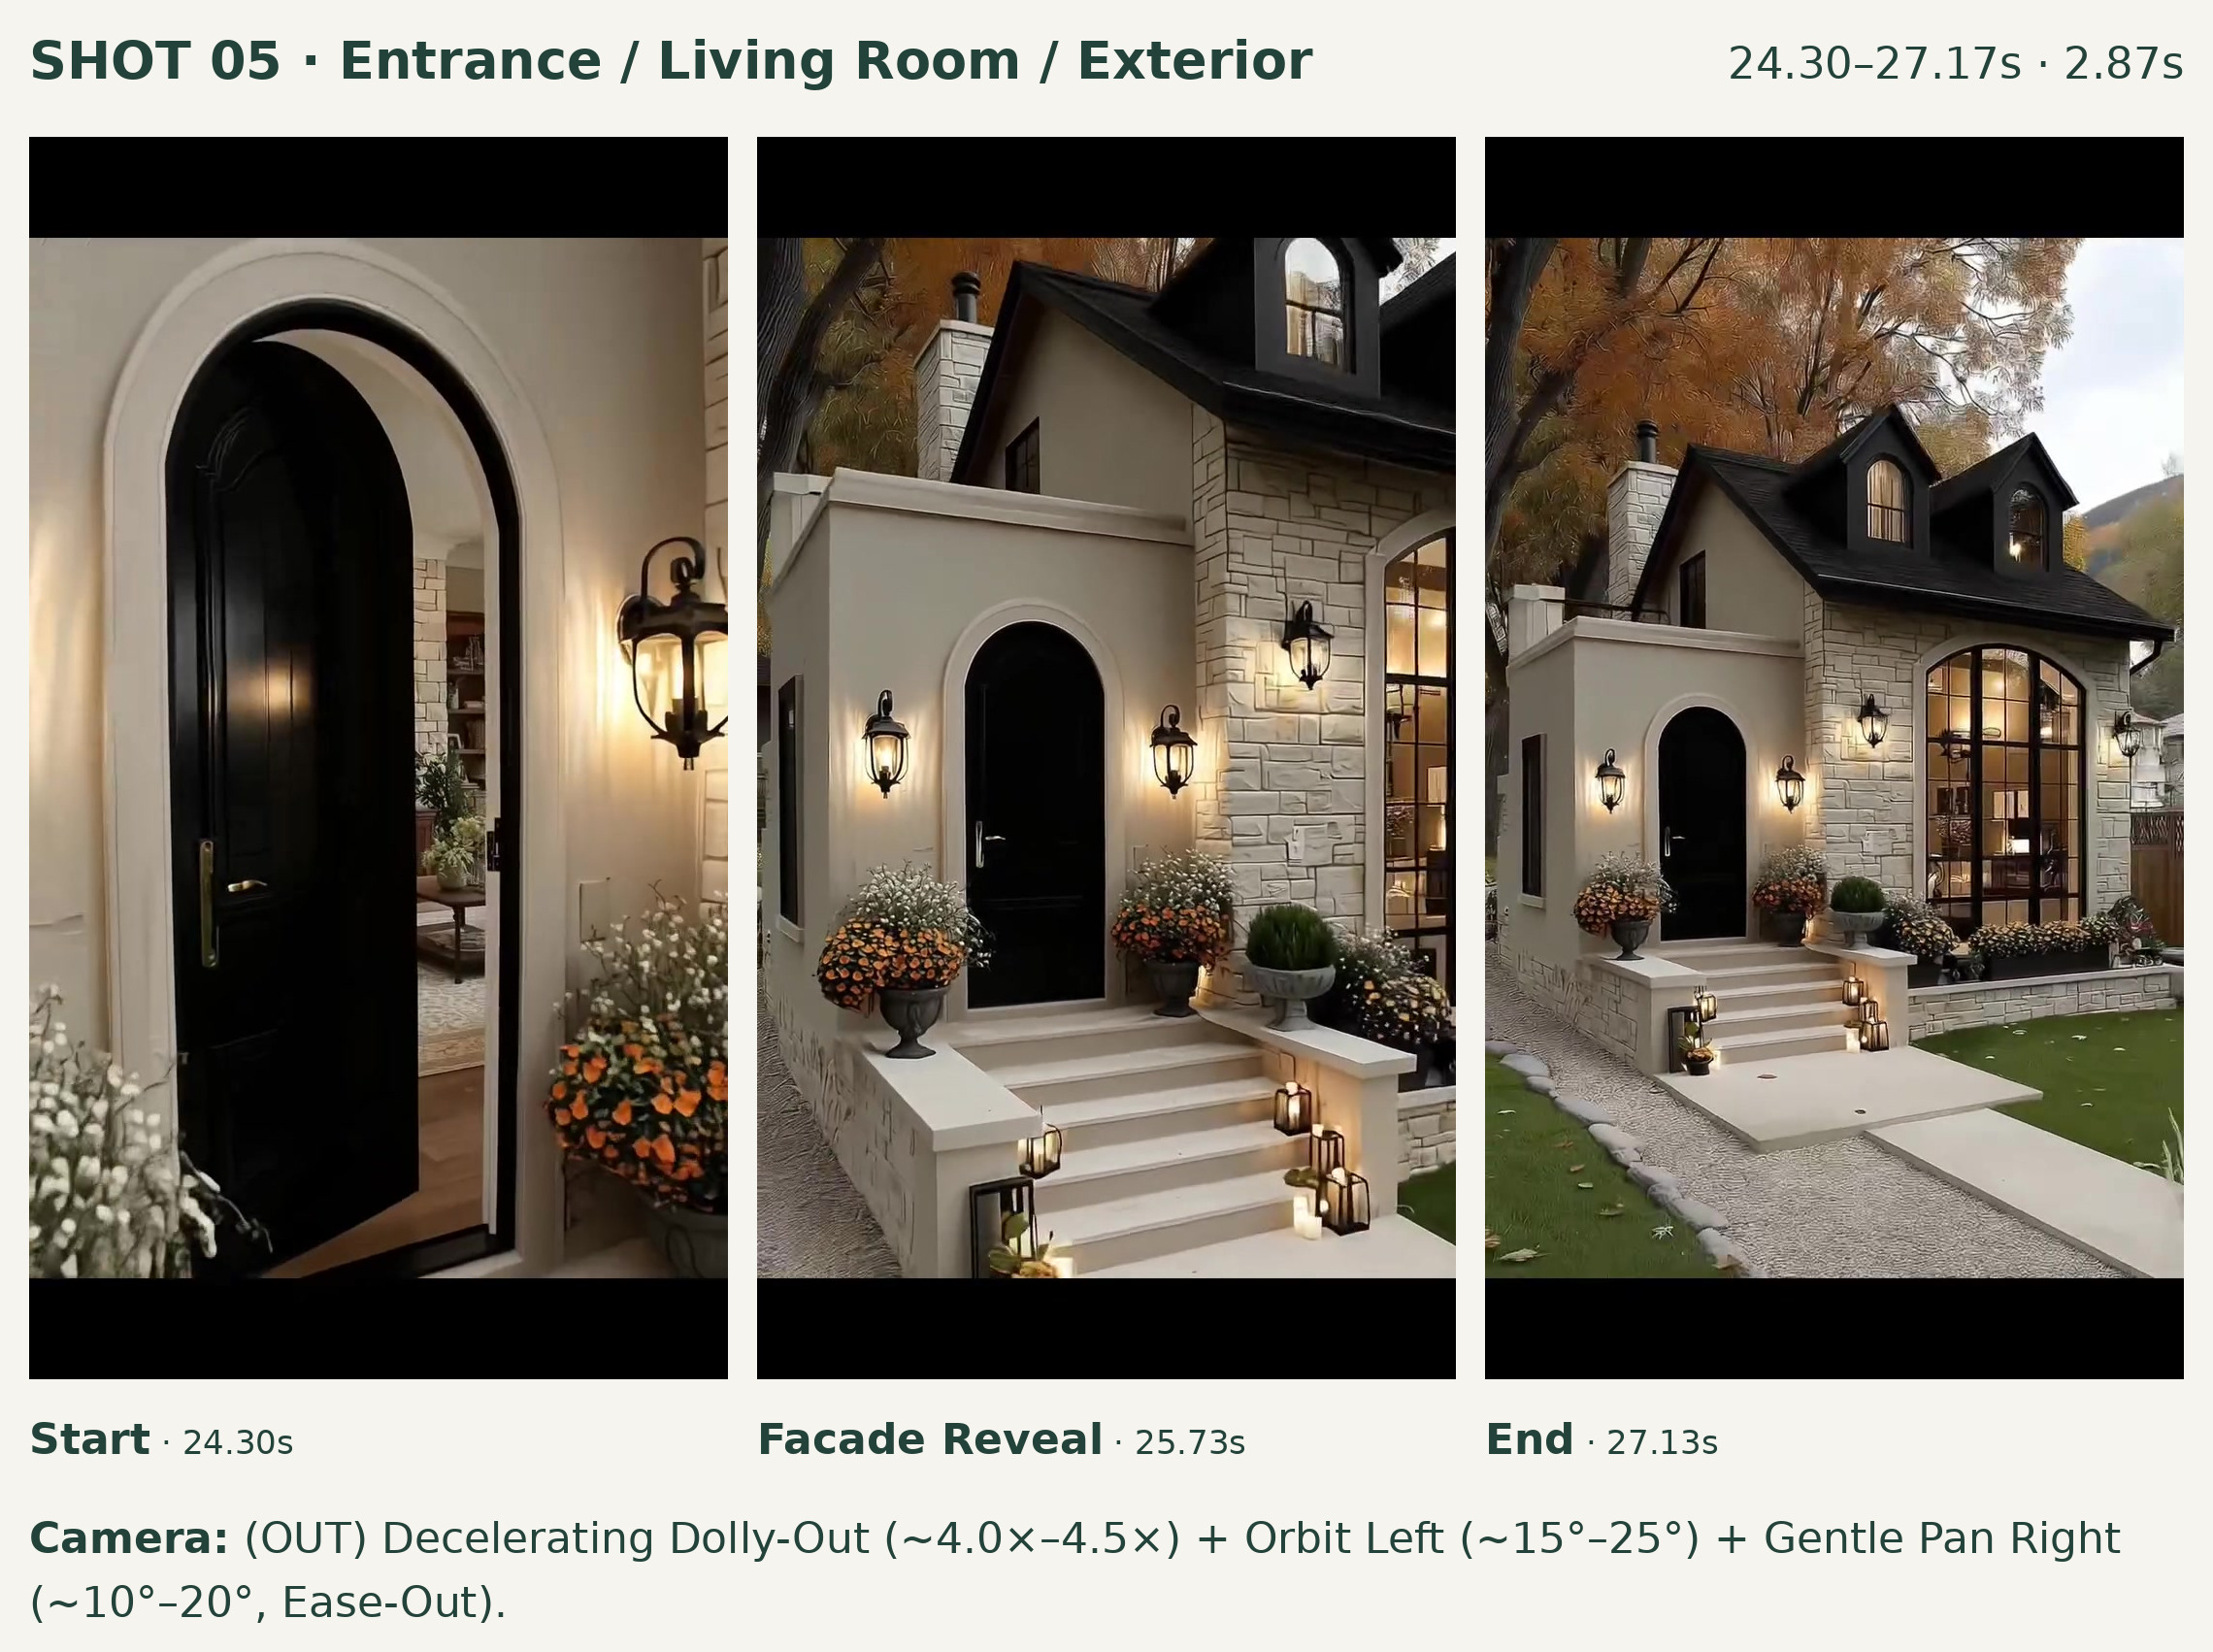 SHOT 05 · Entrance / Living Room / Exterior
24.30–27.17s · 2.87s
Start · 24.30s
Facade Reveal · 25.73s
End · 27.13s
Camera: (OUT) Decelerating Dolly-Out (~4.0×–4.5×) + Orbit Left (~15°–25°) + Gentle Pan Right
(~10°–20°, Ease-Out).